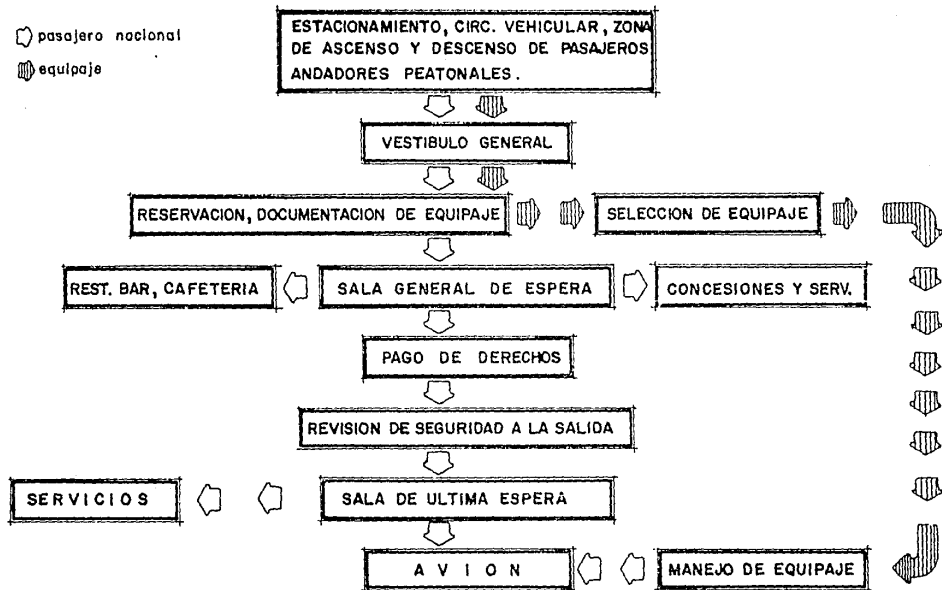 pasajero nacional
equipaje
ESTACIONAMIENTO, CIRC. VEHICULAR, ZONA
DE ASCENSO Y DESCENSO DE PASAJEROS
ANDADORES PEATONALES.
VESTIBULO GENERAL
RESERVACION, DOCUMENTACION DE EQUIPAJE
SELECCION DE EQUIPAJE
REST. BAR, CAFETERIA
SALA GENERAL DE ESPERA
CONCESIONES Y SERV.
PAGO DE DERECHOS
REVISION DE SEGURIDAD A LA SALIDA
SERVICIOS
SALA DE ULTIMA ESPERA
AVION
MANEJO DE EQUIPAJE